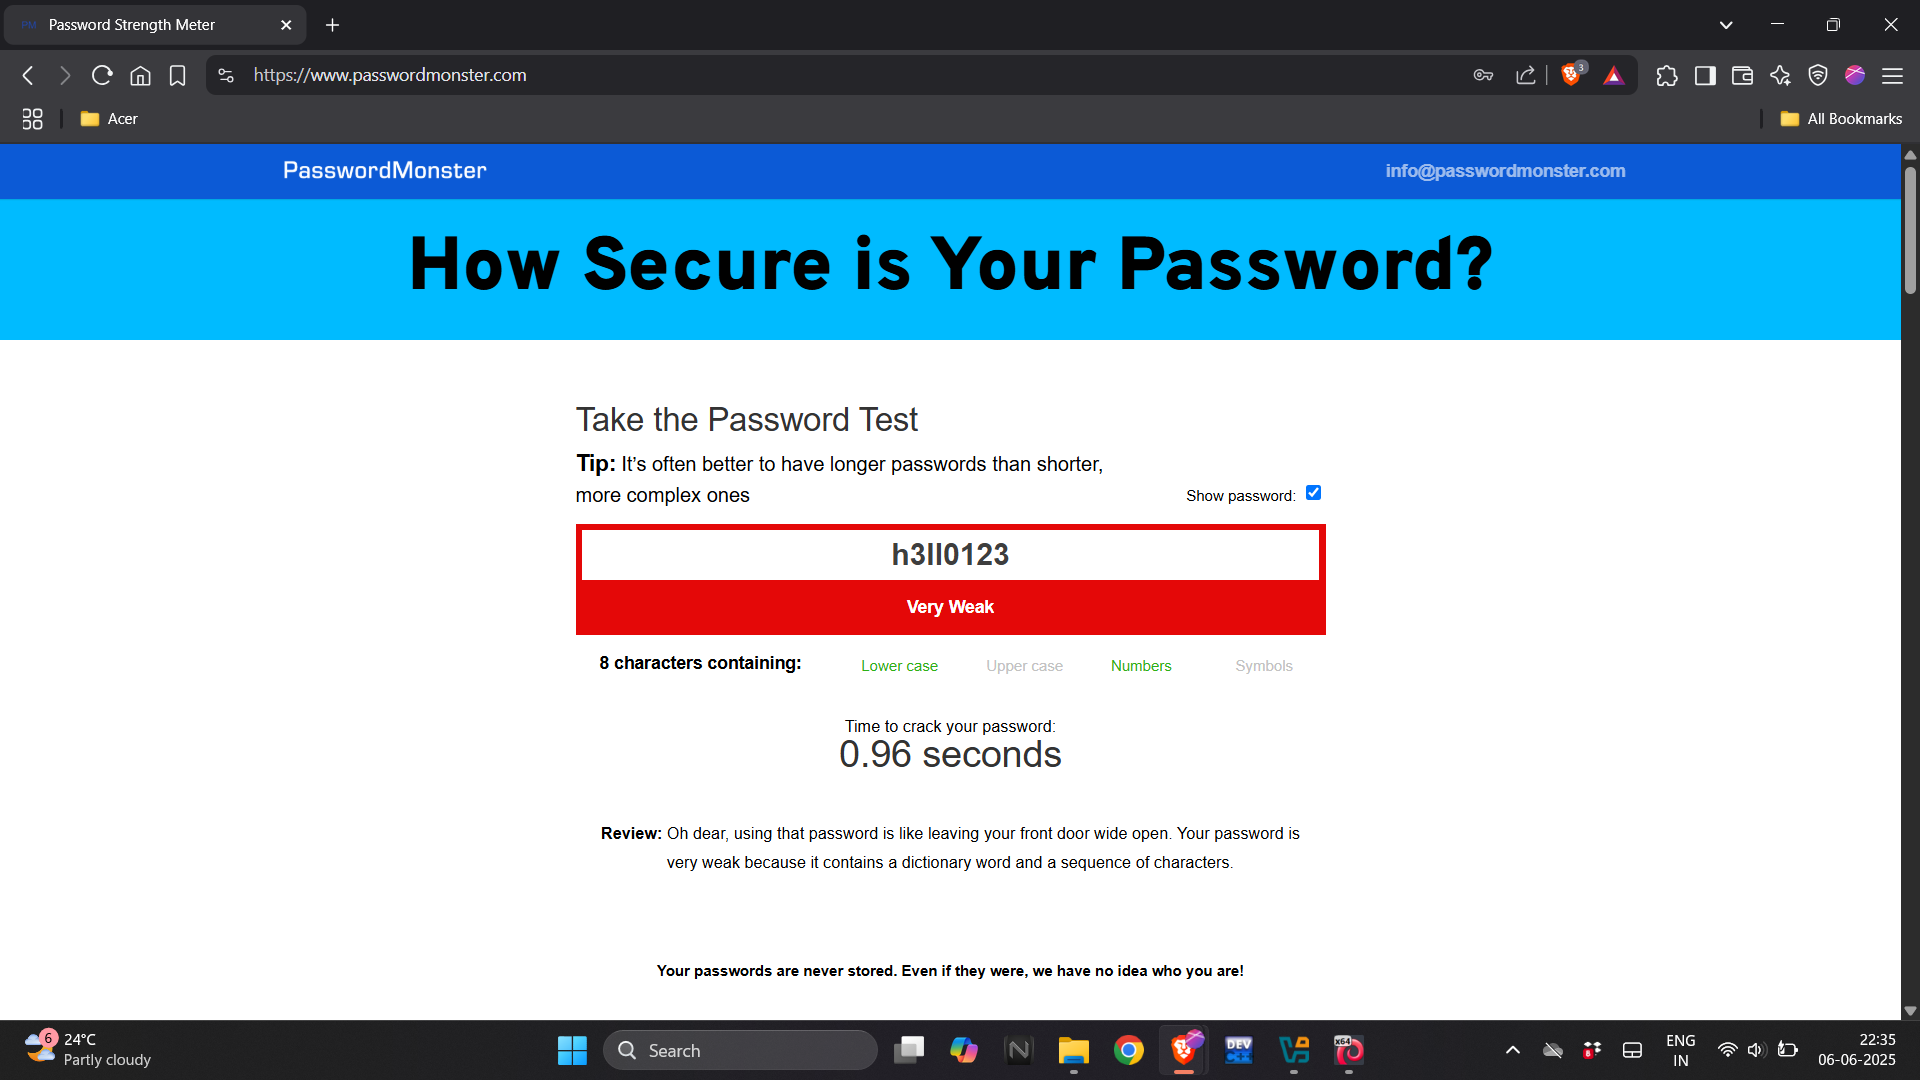 Password Strength Meter
https://www.passwordmonster.com
3
Acer
All Bookmarks
PasswordMonster
info@passwordmonster.com
How Secure is Your Password?
Take the Password Test
Tip: It's often better to have longer passwords than shorter,
more complex ones
Show password:
h3ll0123
Very Weak
8 characters containing:
Lower case
Upper case
Numbers
Symbols
Time to crack your password:
0.96 seconds
Review: Oh dear, using that password is like leaving your front door wide open. Your password is
very weak because it contains a dictionary word and a sequence of characters.
Your passwords are never stored. Even if they were, we have no idea who you are!
6
24°C
Partly cloudy
Search
N
DEV
x64
8
ENG
IN
22:35
06-06-2025